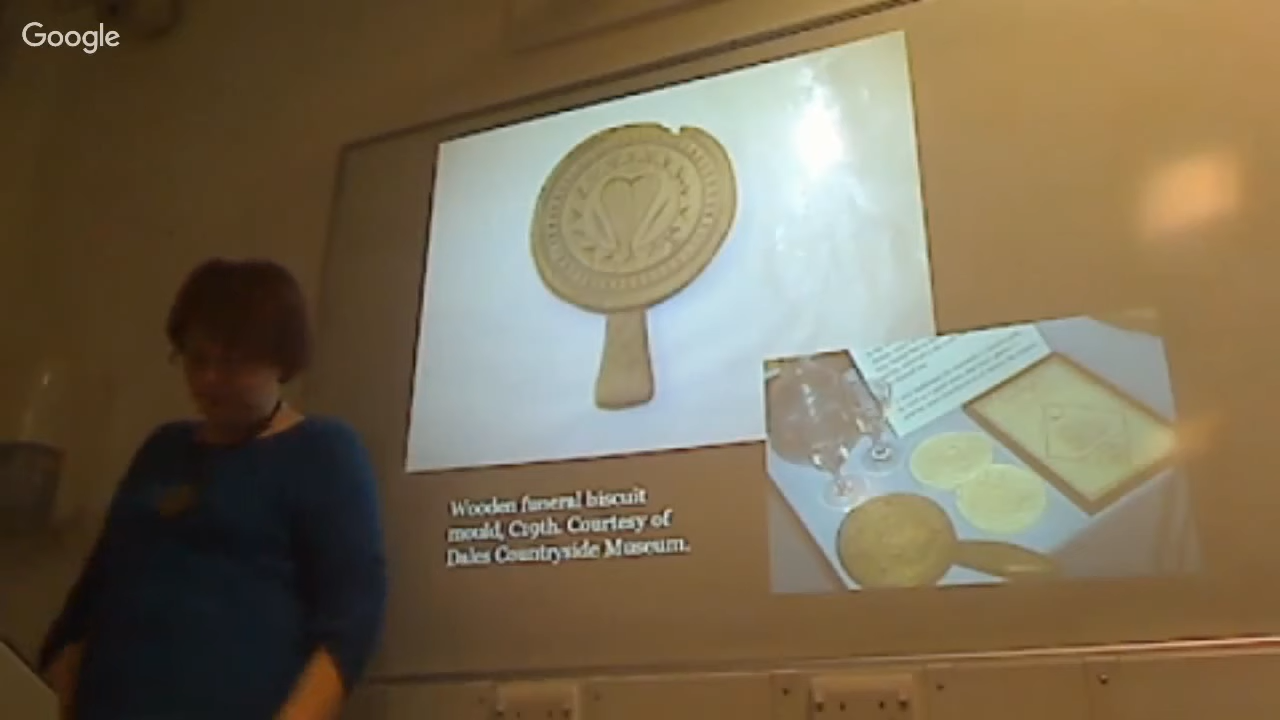 Google
Wooden funeral biscuit
mould, C19th. Courtesy of
Dales Countryside Museum.